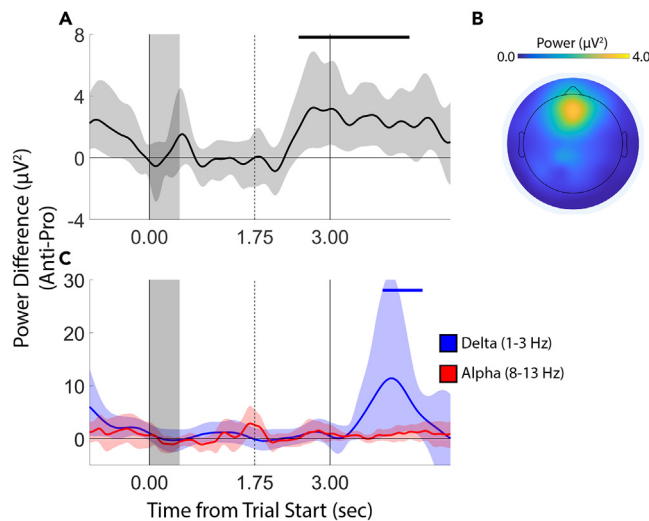 A
8
4
0
-4
0.00
1.75
3.00
B
Power (µV²)
0.0
4.0
Power Difference (µV²)
(Anti-Pro)
C
30
20
10
0
0.00
1.75
3.00
Time from Trial Start (sec)
Delta (1-3 Hz)
Alpha (8-13 Hz)